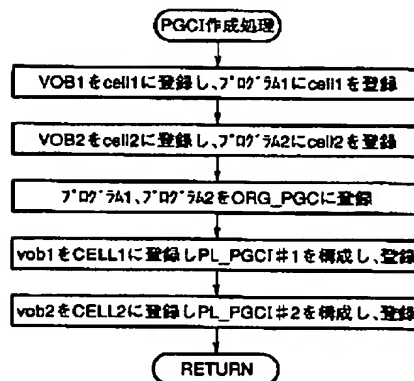 PGCI作成処理
VOB1をcell1に登録し、プログラム1にcell1を登録
VOB2をcell2に登録し、プログラム2にcell2を登録
プログラム1、プログラム2をORG_PGCに登録
vob1をCELL1に登録しPL_PGCI#1を構成し、登録
vob2をCELL2に登録しPL_PGCI#2を構成し、登録
RETURN